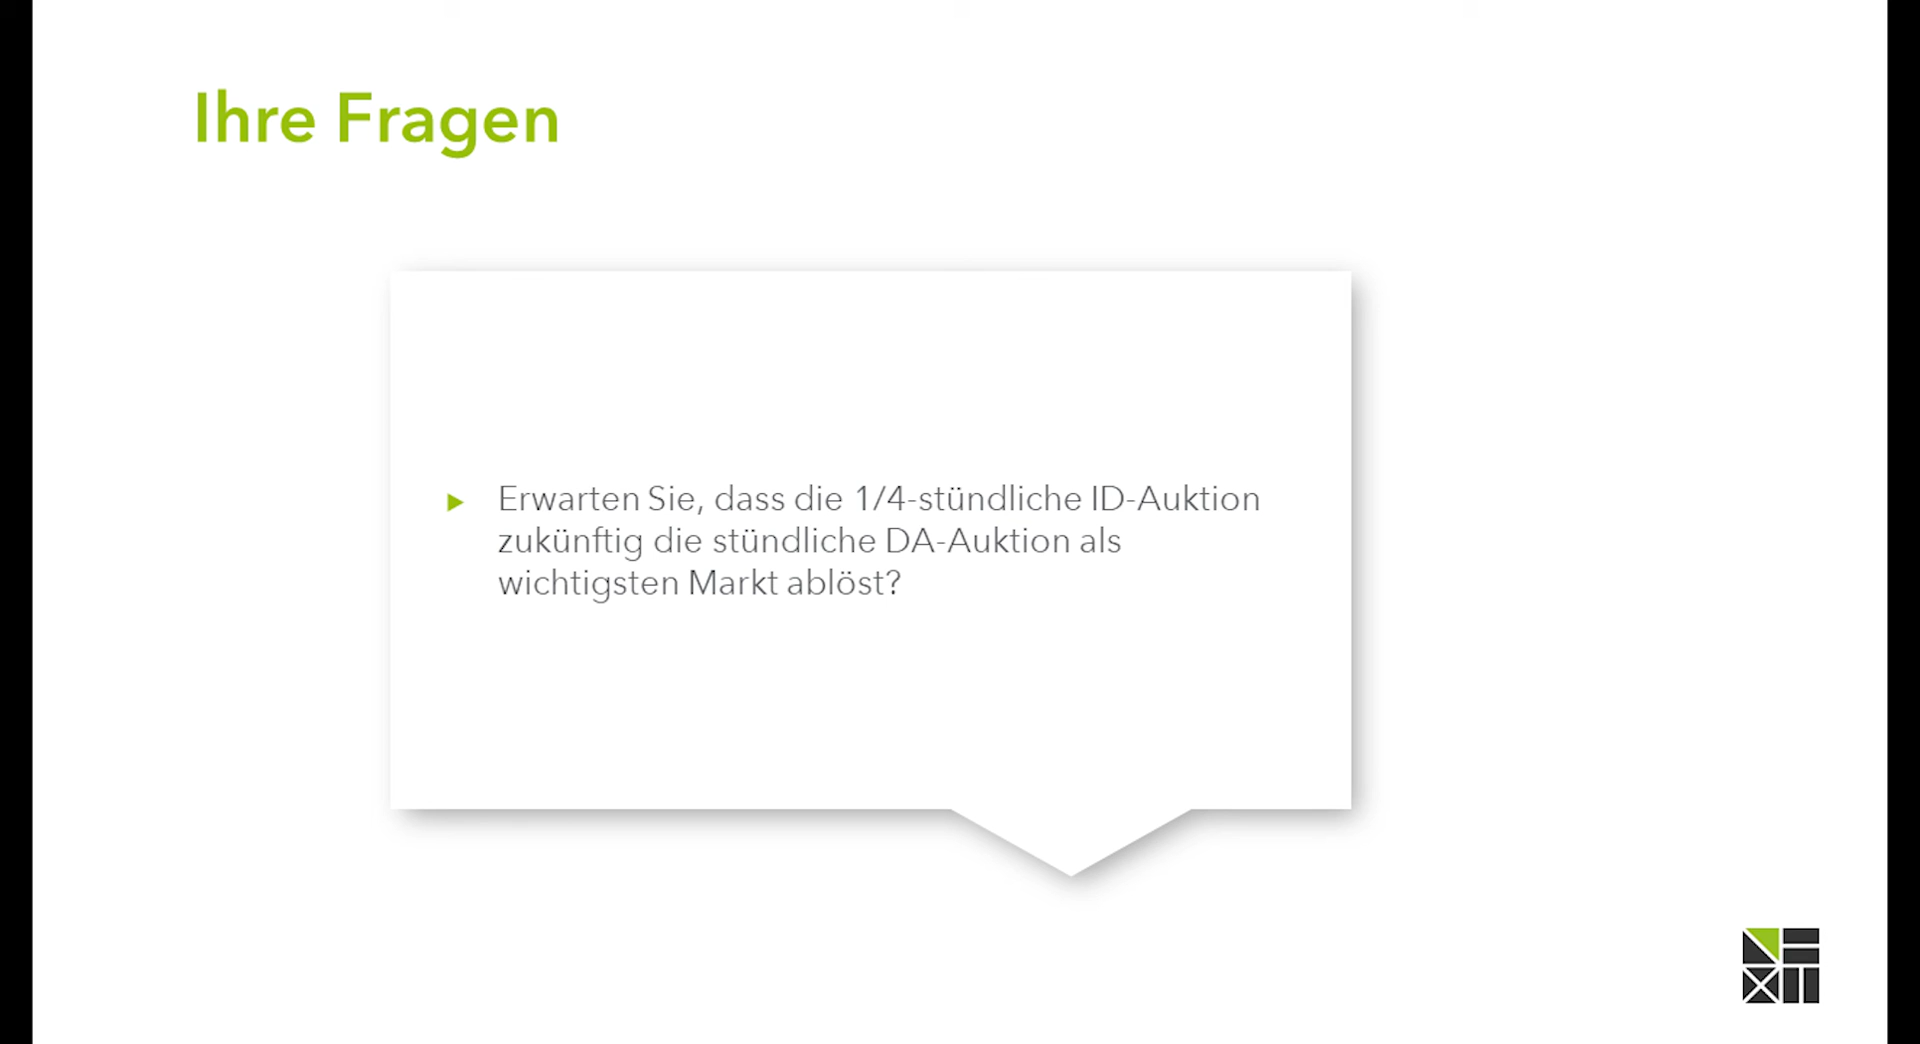 Ihre Fragen
Erwarten Sie, dass die 1/4-stündliche ID-Auktion
zukünftig die stündliche DA-Auktion als
wichtigsten Markt ablöst?
NEXT